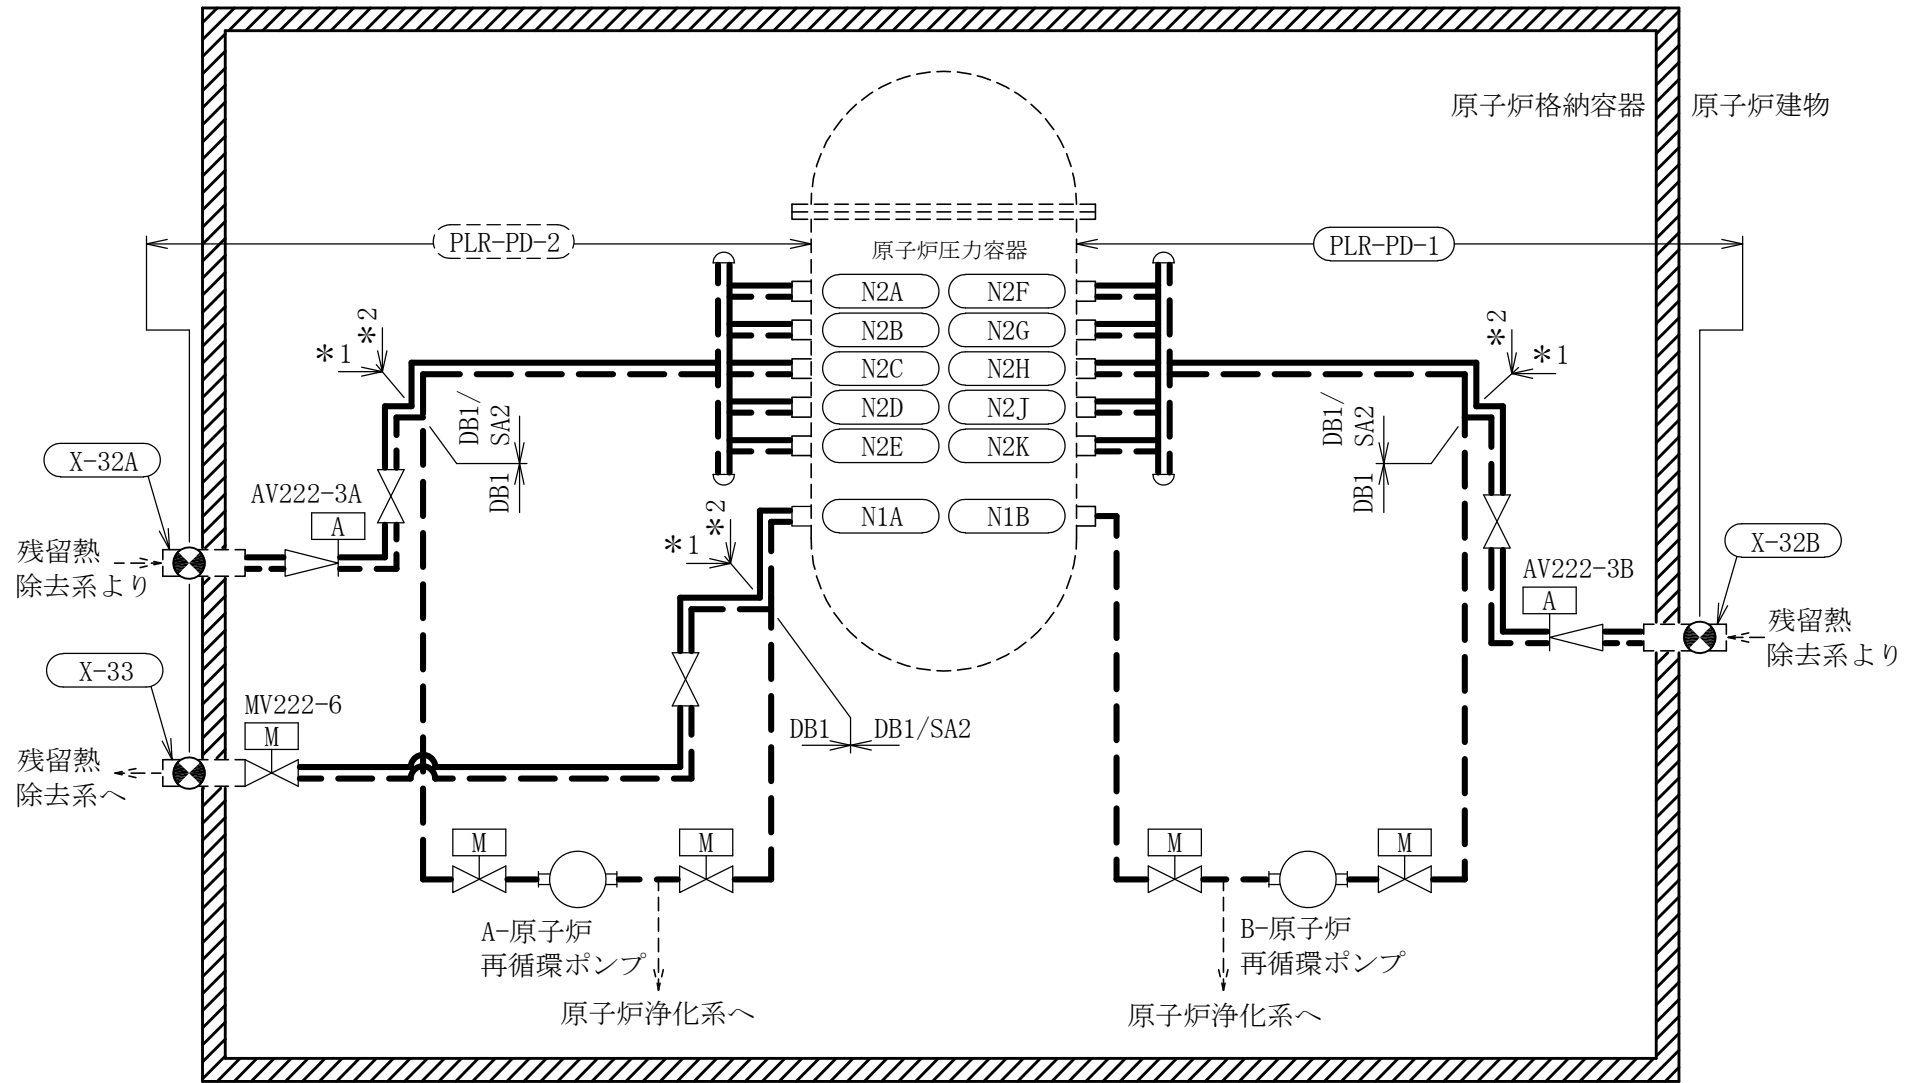 原子炉格納容器
原子炉建物
PLR-PD-2
PLR-PD-1
原子炉圧力容器
N2A
N2F
N2B
N2G
N2C
N2H
N2D
N2J
N2E
N2K
N1A
N1B
*1
*2
DB1/
SA2
DB1
*2
*1
DB1/
SA2
DB1
X-32A
AV222-3A
A
残留熱
除去系より
*1
*2
X-32B
AV222-3B
A
残留熱
除去系より
X-33
MV222-6
M
残留熱
除去系へ
DB1
DB1/SA2
M
M
A-原子炉
再循環ポンプ
原子炉浄化系へ
M
M
B-原子炉
再循環ポンプ
原子炉浄化系へ